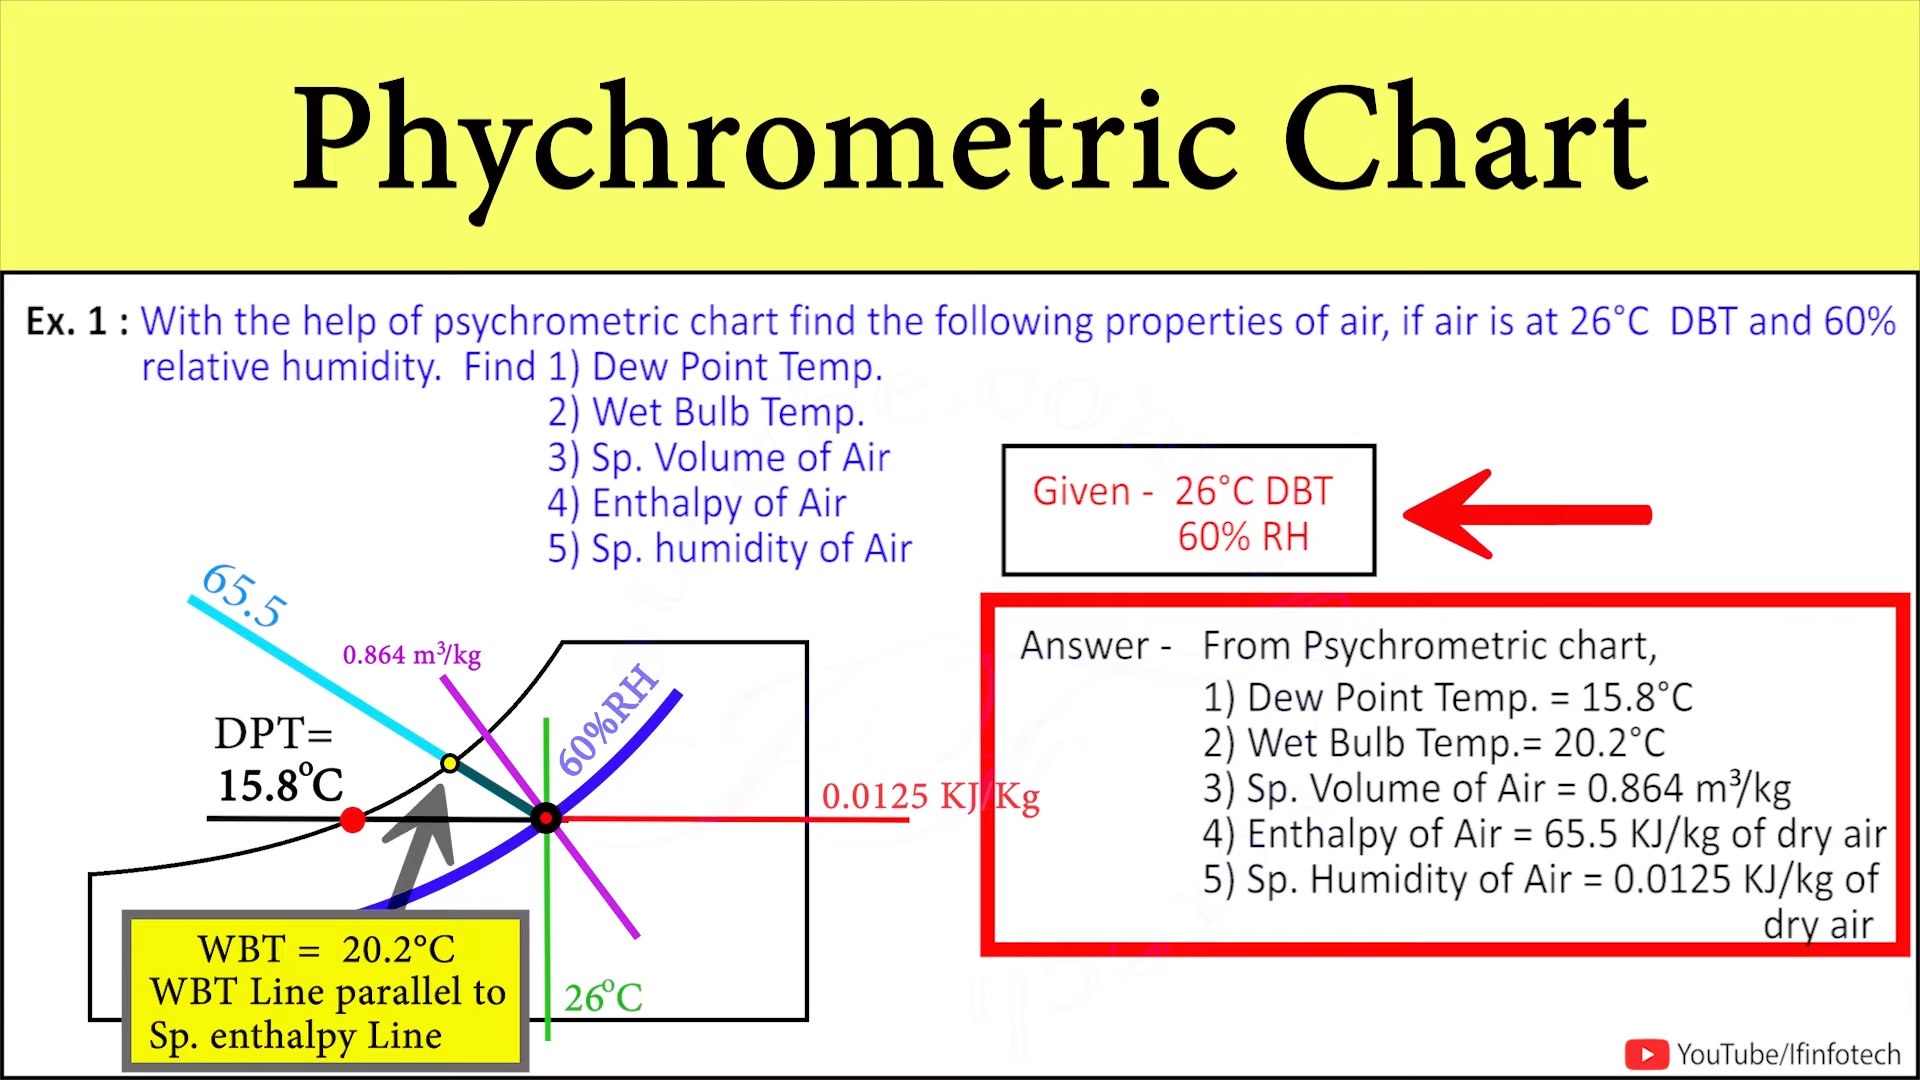 Phychrometric Chart
Ex. 1 : With the help of psychrometric chart find the following properties of air, if air is at 26°C DBT and 60%
relative humidity. Find 1) Dew Point Temp.
2) Wet Bulb Temp.
3) Sp. Volume of Air
4) Enthalpy of Air
5) Sp. humidity of Air
Given - 26°C DBT
60% RH
65.5
0.864 m³/kg
60%RH
DPT=
15.8°C
0.0125 KJ/Kg
26°C
WBT = 20.2°C
WBT Line parallel to
Sp. enthalpy Line
Answer - From Psychrometric chart,
1) Dew Point Temp. = 15.8°C
2) Wet Bulb Temp.= 20.2°C
3) Sp. Volume of Air = 0.864 m³/kg
4) Enthalpy of Air = 65.5 KJ/kg of dry air
5) Sp. Humidity of Air = 0.0125 KJ/kg of
dry air
YouTube/lfinfotech